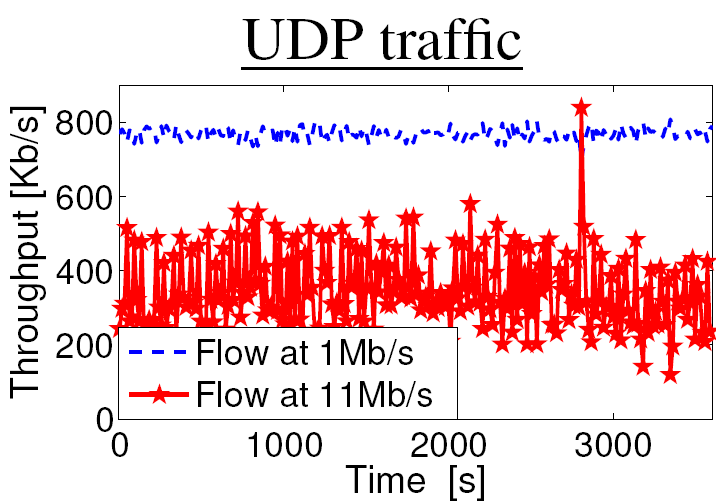 UDP traffic
Throughput [Kb/s]
800
600
400
200
0
Flow at 1Mb/s
Flow at 11Mb/s
0 1000 2000 3000
Time [s]